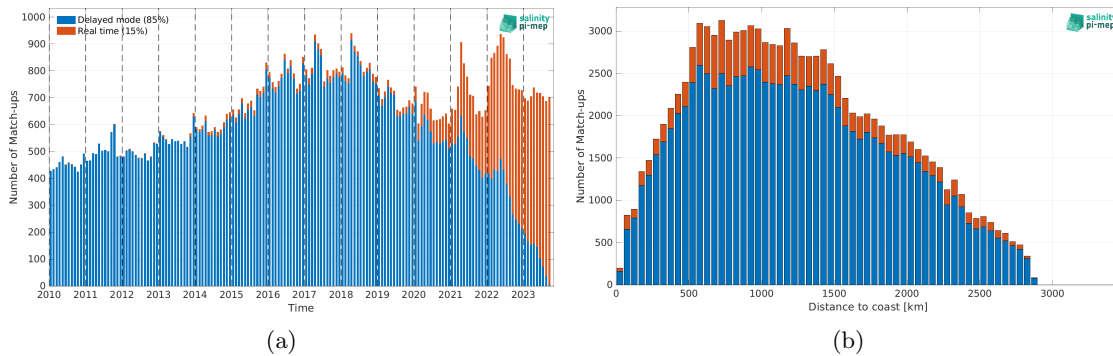 Delayed mode (85%)
Real time (15%)
salinity
pi-mep
Number of Match-ups
1000
900
800
700
600
500
400
300
200
100
0
2010 2011 2012 2013 2014 2015 2016 2017 2018 2019 2020 2021 2022 2023
Time
(a)
salinity
pi-mep
Number of Match-ups
3000
2500
2000
1500
1000
500
0
0 500 1000 1500 2000 2500 3000
Distance to coast [km]
(b)